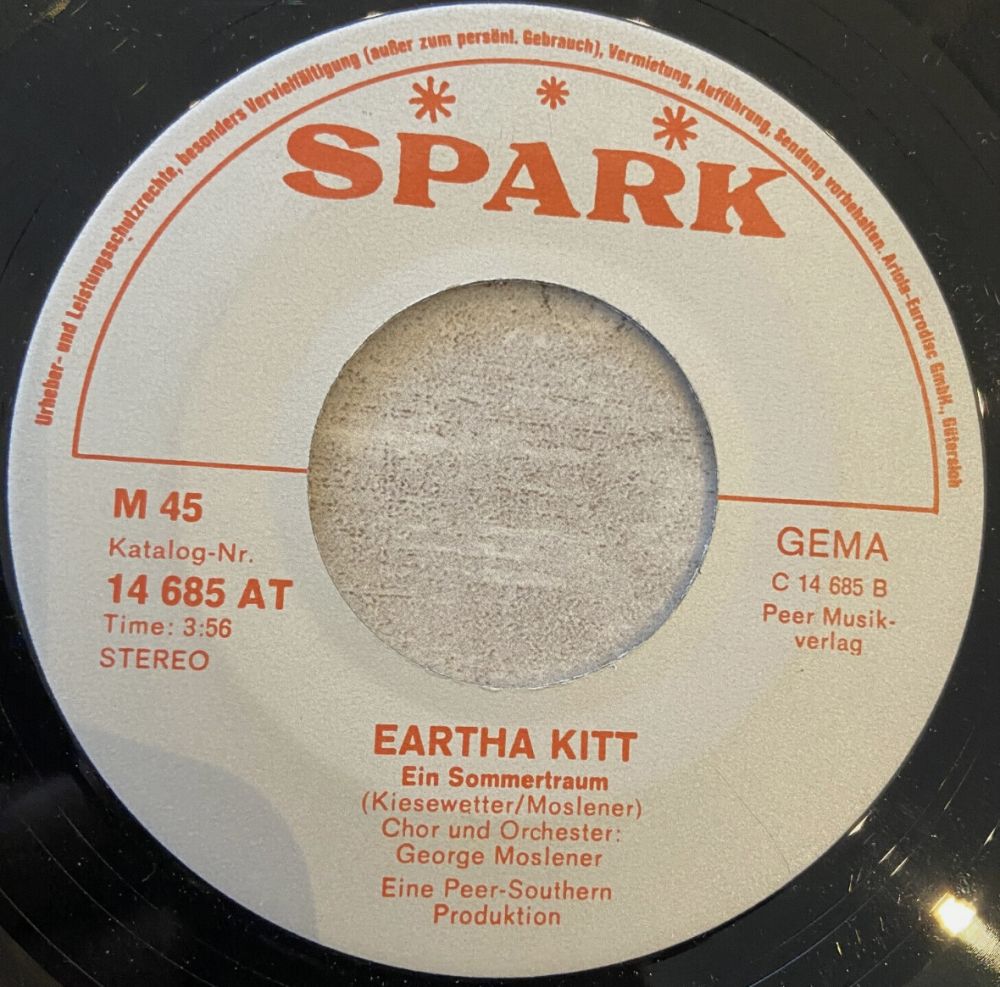 Urheber- und Leistungsschutzrechte, besonders Vervielfältigung (außer zum persönl. Gebrauch), Vermietung, Aufführung, Sendung vorbehalten. Ariola-Eurodisc GmbH., Gütersloh
SPARK
M 45
Katalog-Nr.
14 685 AT
Time: 3:56
STEREO
GEMA
C 14 685 B
Peer Musik-
verlag
EARTHA KITT
Ein Sommertraum
(Kiesewetter/Moslener)
Chor und Orchester:
George Moslener
Eine Peer-Southern
Produktion